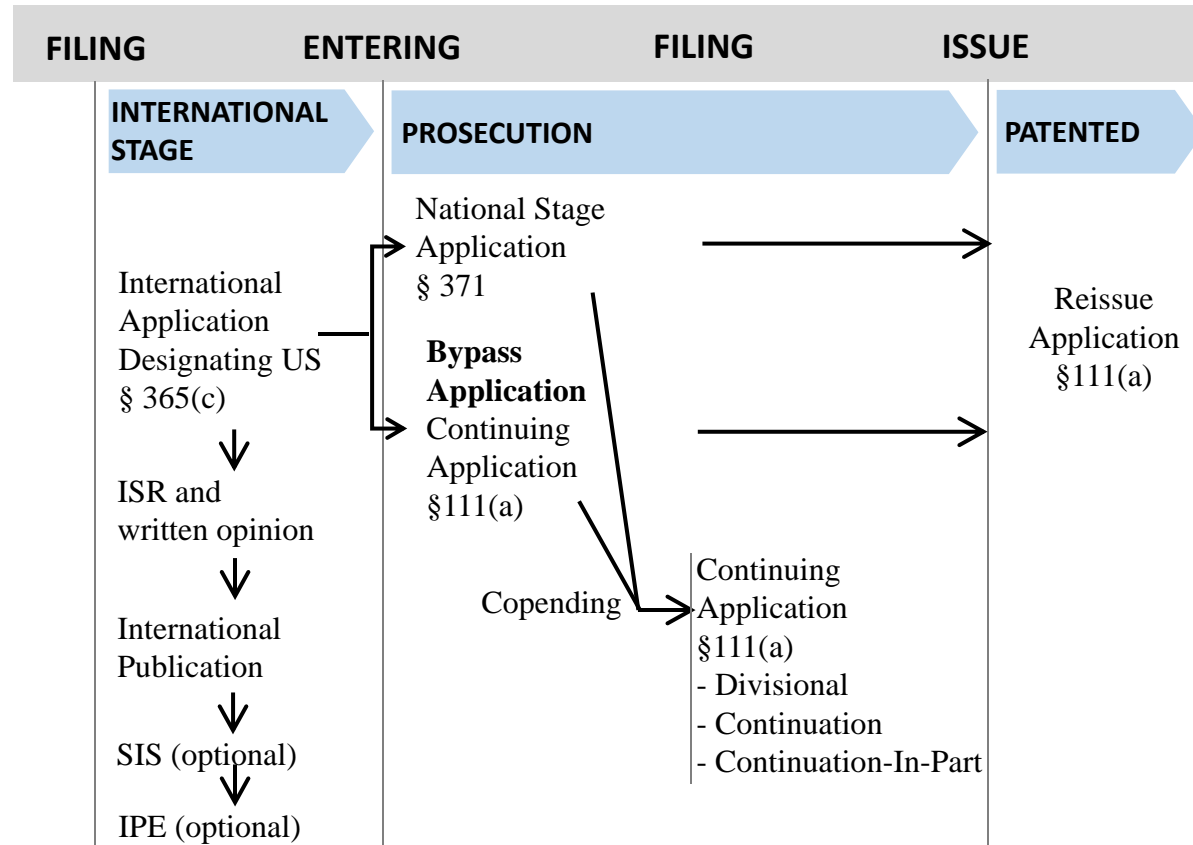 FILING ENTERING FILING ISSUE
INTERNATIONAL
STAGE
PROSECUTION
PATENTED
International
Application
Designating US
§ 365(c)
ISR and
written opinion
International
Publication
SIS (optional)
IPE (optional)
National Stage
Application
§ 371
Bypass
Application
Continuing
Application
§111(a)
Copending
Continuing
Application
§111(a)
- Divisional
- Continuation
- Continuation-In-Part
Reissue
Application
§111(a)